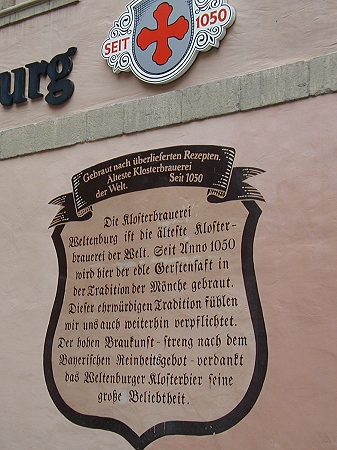 SEIT 1050
urg
Gebraut nach überlieferten Rezepten.
Älteste Klosterbrauerei
der Welt. Seit 1050
Die Klosterbrauerei
Weltenburg ist die älteste Kloster-
brauerei der Welt. Seit Anno 1050
wird hier der edle Gerstensaft in
der Tradition der Mönche gebraut.
Dieser ehrwürdigen Tradition fühlen
wir uns auch weiterhin verpflichtet.
Der hohen Braukunst - streng nach dem
Bayerischen Reinheitsgebot - verdankt
das Weltenburger Klosterbier seine
große Beliebtheit.